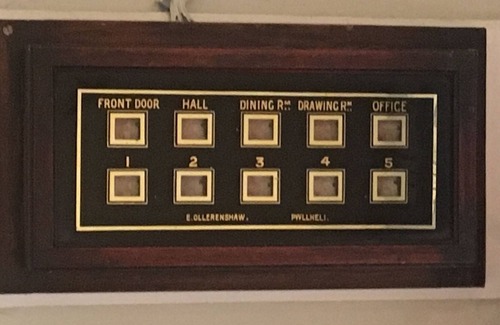 FRONT DOOR HALL DINING RM DRAWING RM OFFICE
1 2 3 4 5
E. OLLERENSHAW. PWLLHELI.